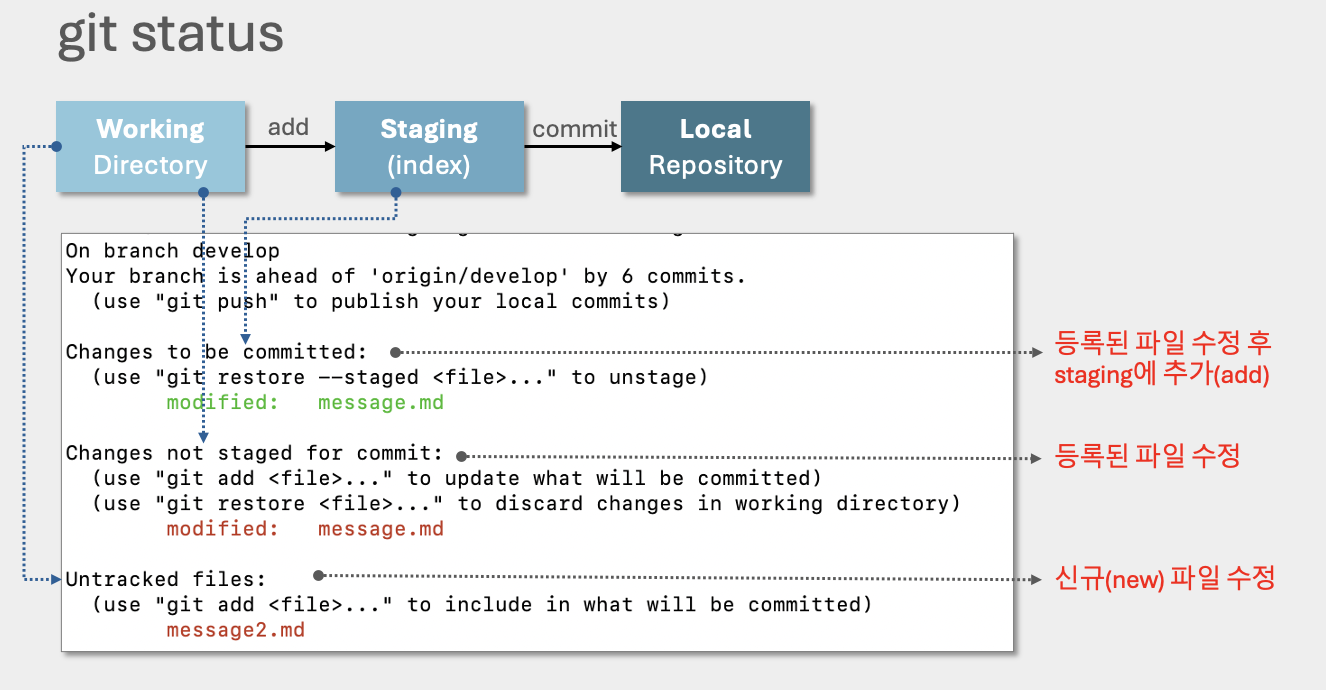 git status
Working
Directory
add
Staging
(index)
commit
Local
Repository
On branch develop
Your branch is ahead of 'origin/develop' by 6 commits.
(use "git push" to publish your local commits)
Changes to be committed:
(use "git restore --staged <file>..." to unstage)
modified: message.md
등록된 파일 수정 후
staging에 추가(add)
Changes not staged for commit:
(use "git add <file>..." to update what will be committed)
(use "git restore <file>..." to discard changes in working directory)
modified: message.md
등록된 파일 수정
Untracked files:
(use "git add <file>..." to include in what will be committed)
message2.md
신규(new) 파일 수정